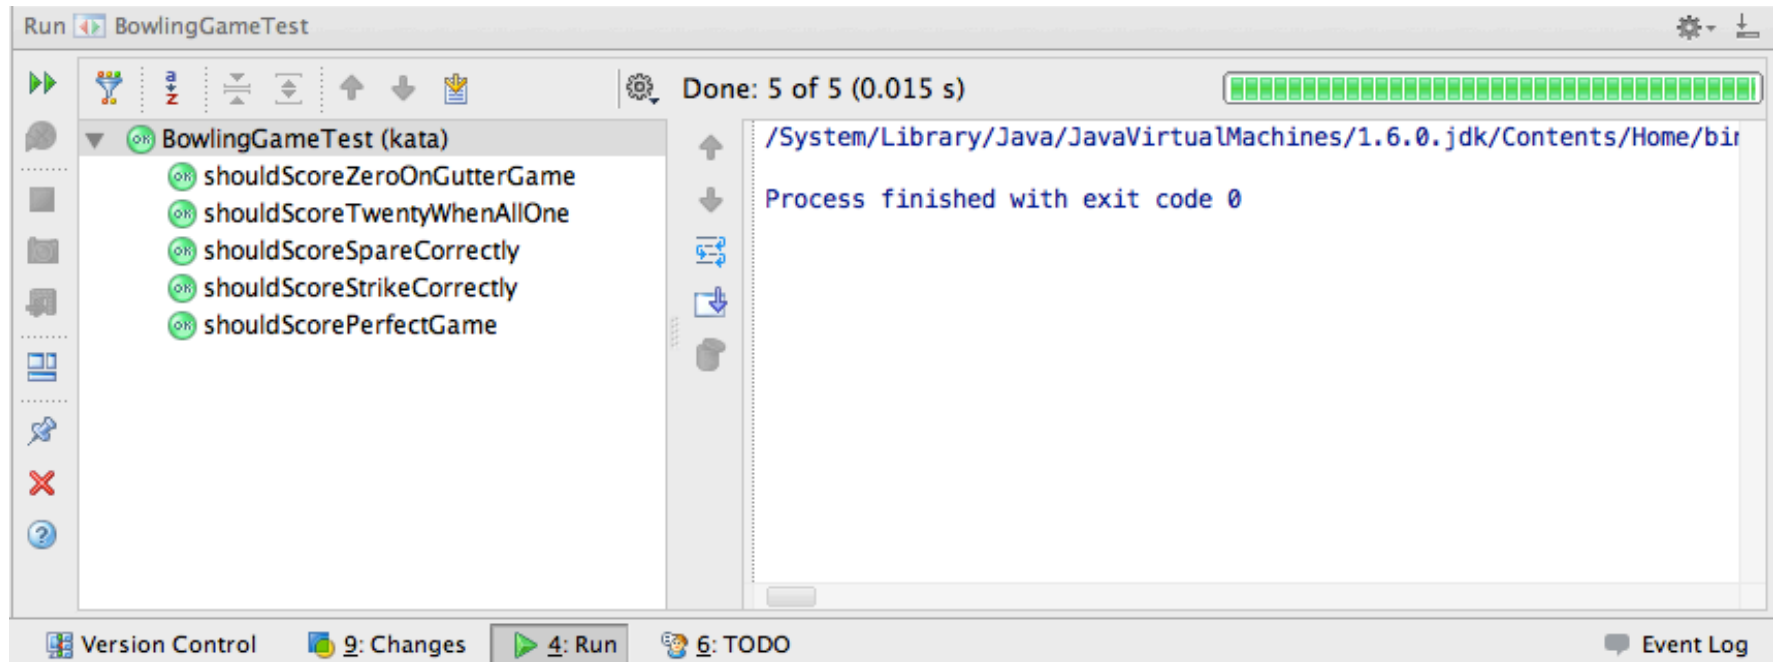 Run BowlingGameTest
Done: 5 of 5 (0.015 s)
BowlingGameTest (kata)
shouldScoreZeroOnGutterGame
shouldScoreTwentyWhenAllOne
shouldScoreSpareCorrectly
shouldScoreStrikeCorrectly
shouldScorePerfectGame
/System/Library/Java/JavaVirtualMachines/1.6.0.jdk/Contents/Home/bin
Process finished with exit code 0
Version Control 9: Changes 4: Run 6: TODO Event Log